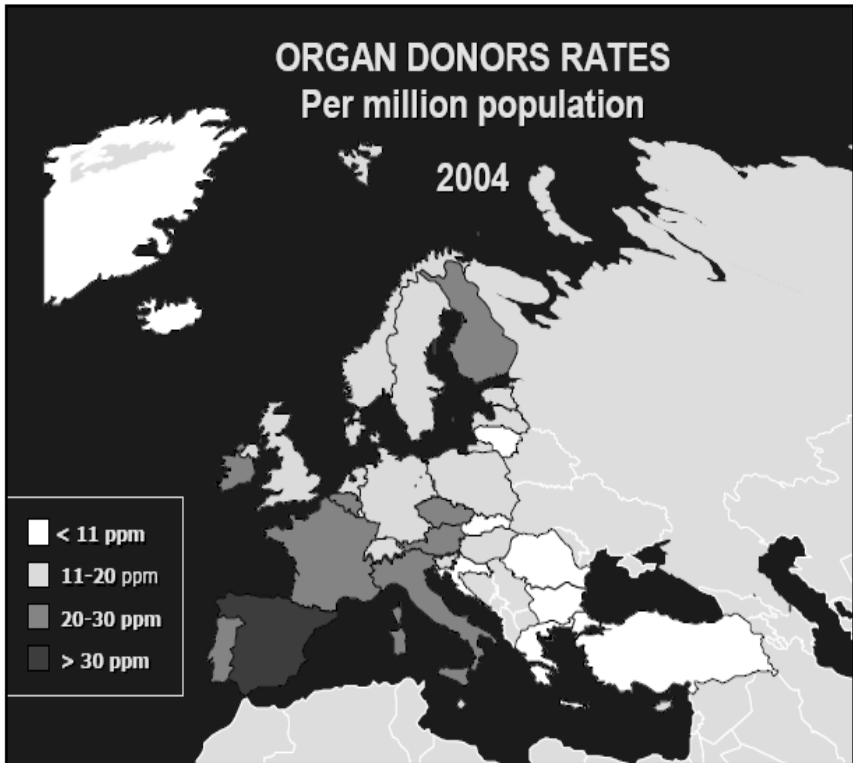 ORGAN DONORS RATES
Per million population
2004
< 11 ppm
11-20 ppm
20-30 ppm
> 30 ppm